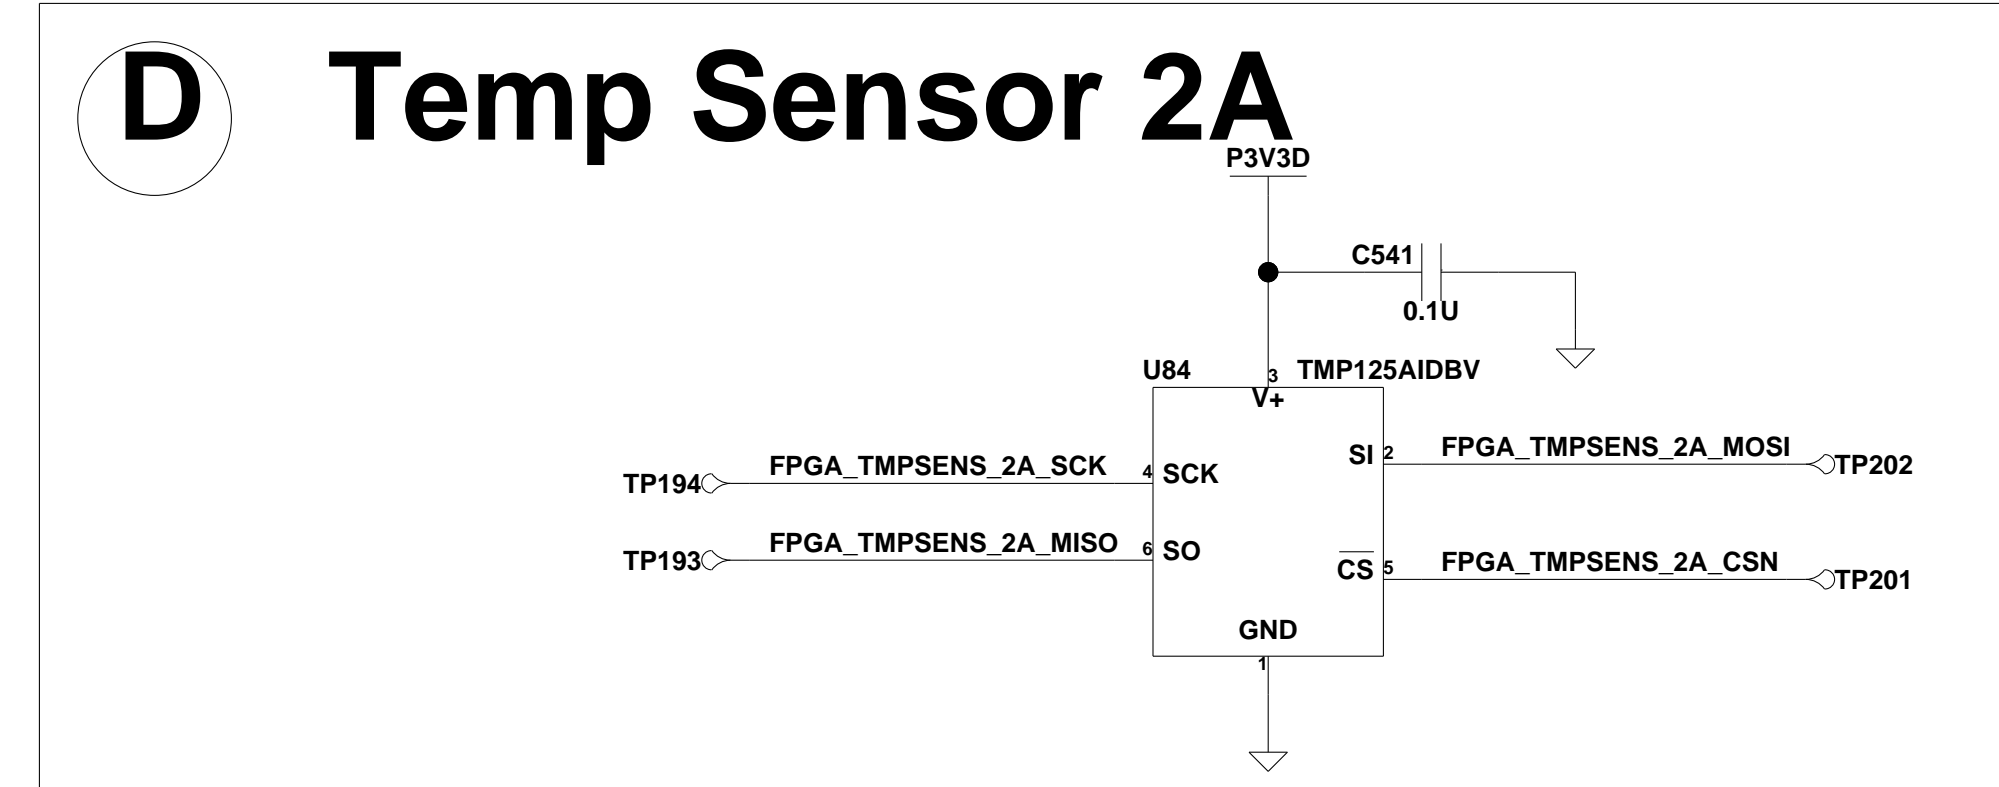 D Temp Sensor 2A
P3V3D
C541
0.1U
U84 3 TMP125AIDBV
V+
SI 2 FPGA_TMPSENS_2A_MOSI TP202
TP194 FPGA_TMPSENS_2A_SCK 4 SCK
TP193 FPGA_TMPSENS_2A_MISO 6 SO
CS 5 FPGA_TMPSENS_2A_CSN TP201
GND
1